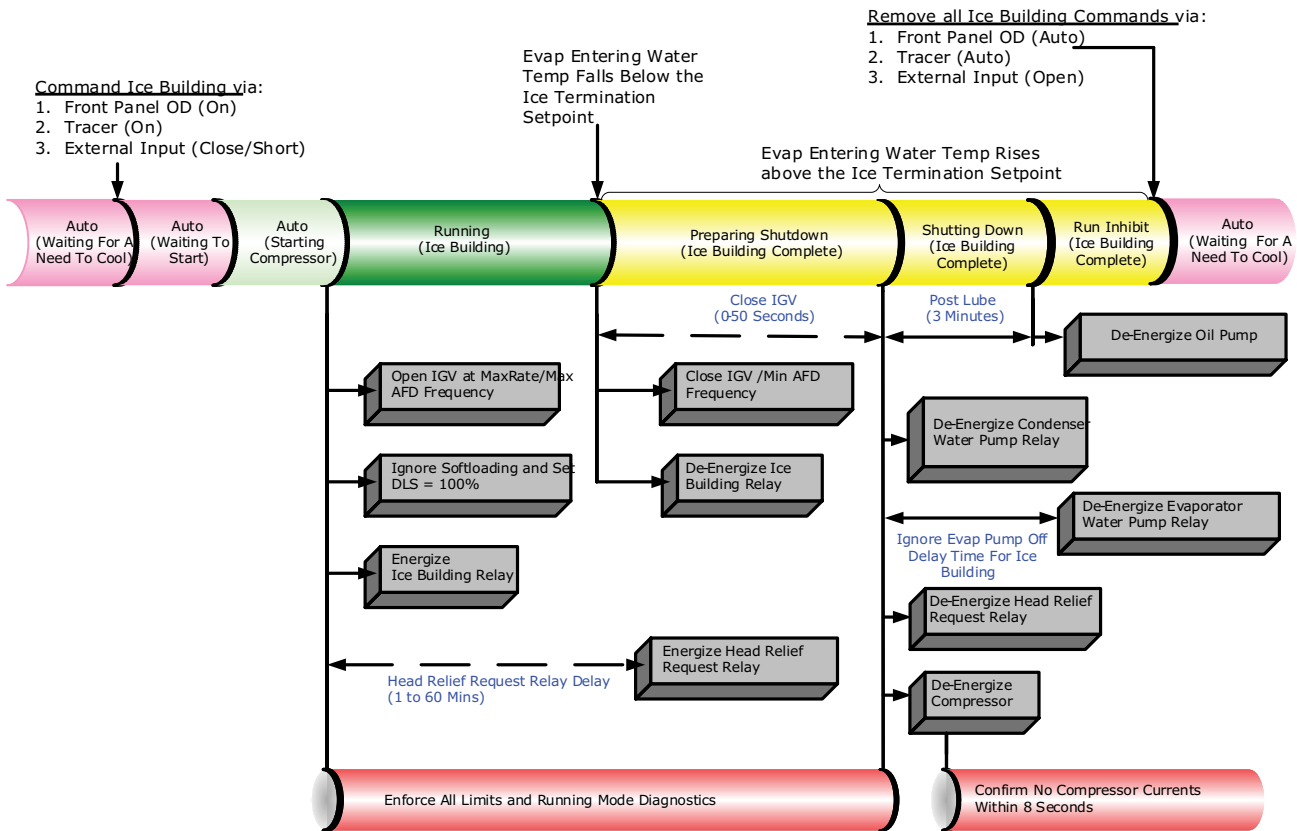 Remove all Ice Building Commands via:
1. Front Panel OD (Auto)
2. Tracer (Auto)
3. External Input (Open)
Evap Entering Water
Temp Falls Below the
Ice Termination
Setpoint
Command Ice Building via:
1. Front Panel OD (On)
2. Tracer (On)
3. External Input (Close/Short)
Evap Entering Water Temp Rises
above the Ice Termination Setpoint
Auto
(Waiting For A
Need To Cool)
Auto
(Waiting To
Start)
Auto
(Starting
Compressor)
Running
(Ice Building)
Preparing Shutdown
(Ice Building Complete)
Shutting Down
(Ice Building
Complete)
Run Inhibit
(Ice Building
Complete)
Auto
(Waiting For A
Need To Cool)
Close IGV
(0-50 Seconds)
Post Lube
(3 Minutes)
De-Energize Oil Pump
Open IGV at MaxRate/Max
AFD Frequency
Close IGV /Min AFD
Frequency
De-Energize Condenser
Water Pump Relay
Ignore Softloading and Set
DLS = 100%
De-Energize Ice
Building Relay
De-Energize Evaporator
Water Pump Relay
Ignore Evap Pump Off
Delay Time For Ice
Building
Energize
Ice Building Relay
De-Energize Head Relief
Request Relay
Energize Head Relief
Request Relay
Head Relief Request Relay Delay
(1 to 60 Mins)
De-Energize
Compressor
Enforce All Limits and Running Mode Diagnostics
Confirm No Compressor Currents
Within 8 Seconds